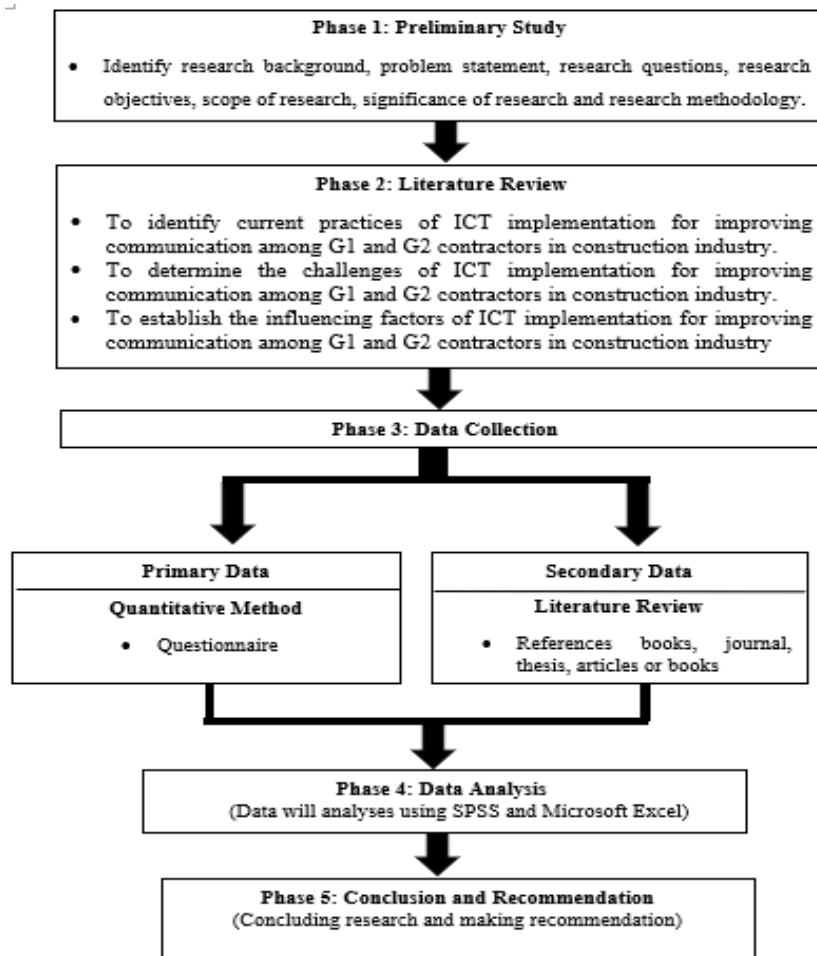 Phase 1: Preliminary Study
• Identify research background, problem statement, research questions, research
objectives, scope of research, significance of research and research methodology.
Phase 2: Literature Review
• To identify current practices of ICT implementation for improving
communication among G1 and G2 contractors in construction industry.
• To determine the challenges of ICT implementation for improving
communication among G1 and G2 contractors in construction industry.
• To establish the influencing factors of ICT implementation for improving
communication among G1 and G2 contractors in construction industry
Phase 3: Data Collection
Primary Data
Quantitative Method
• Questionnaire
Secondary Data
Literature Review
• References books, journal,
thesis, articles or books
Phase 4: Data Analysis
(Data will analyses using SPSS and Microsoft Excel)
Phase 5: Conclusion and Recommendation
(Concluding research and making recommendation)